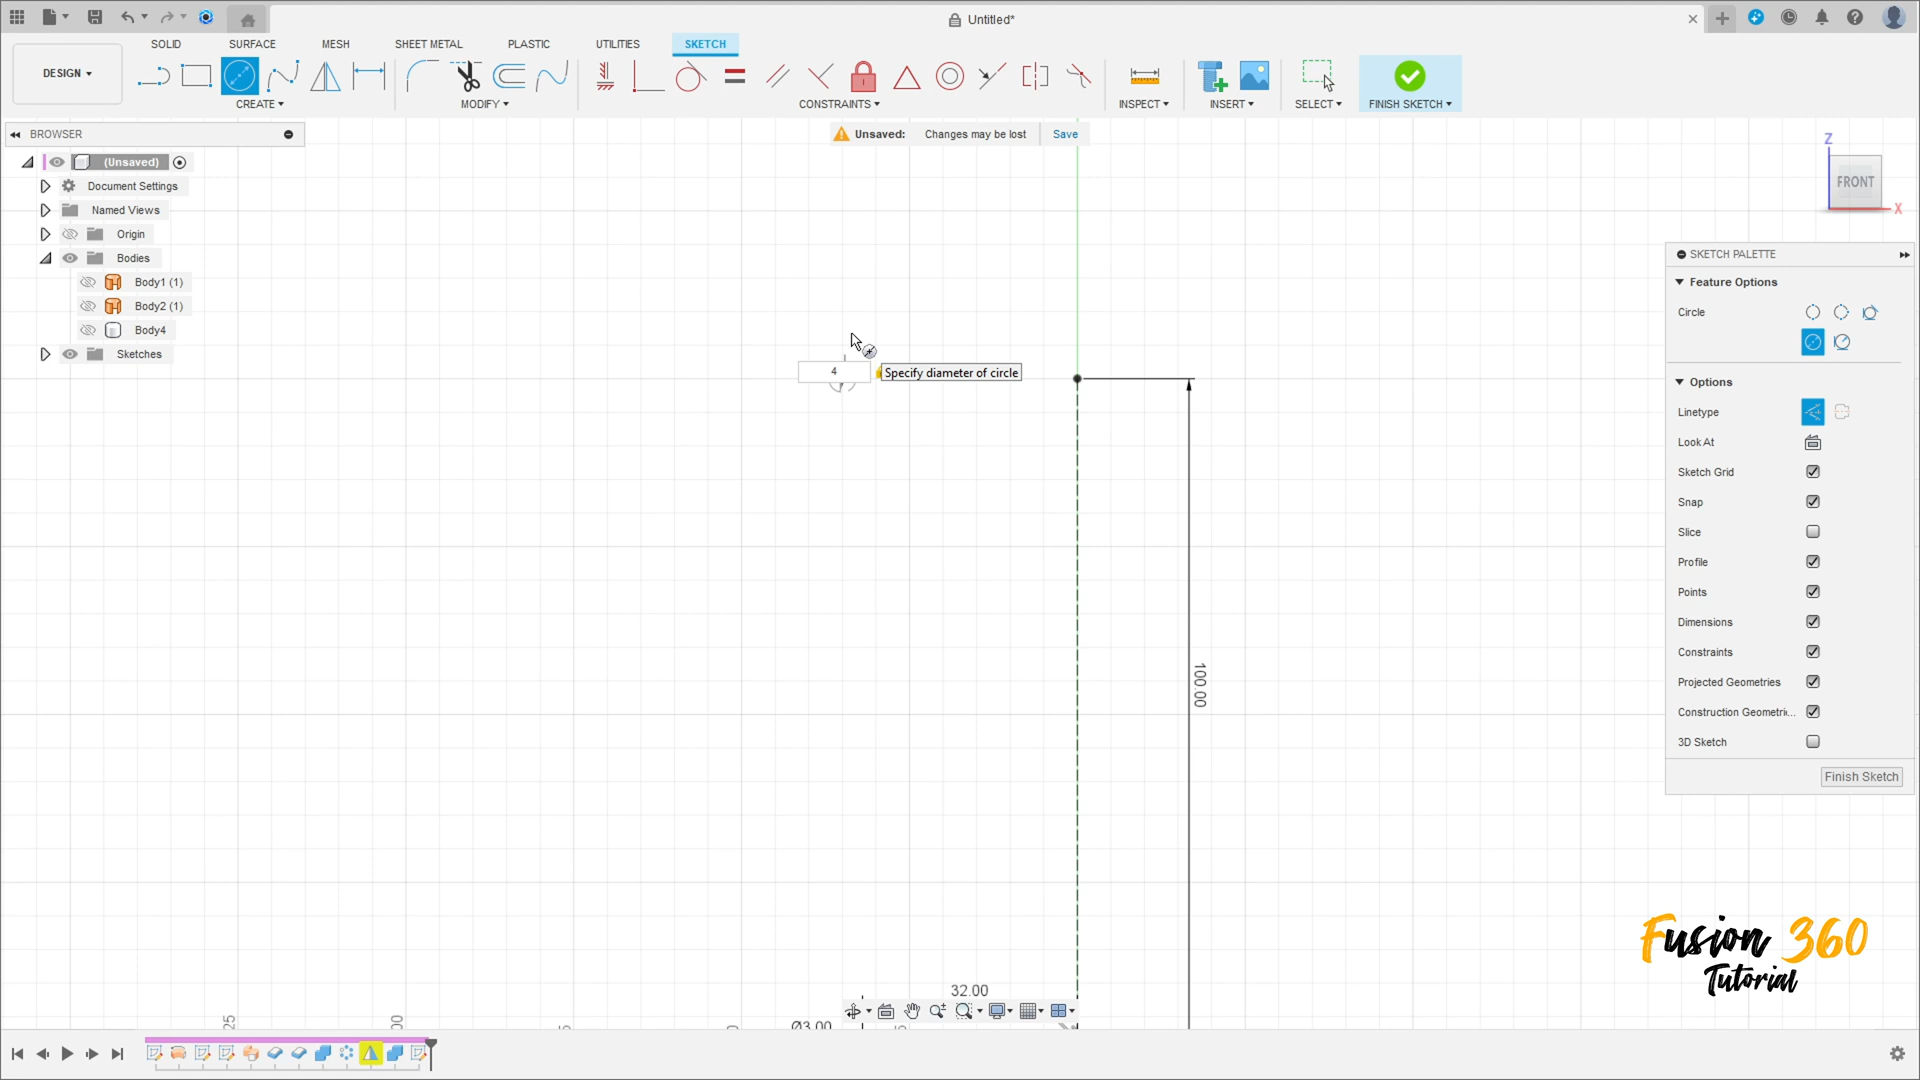 Untitled*
SOLID SURFACE MESH SHEET METAL PLASTIC UTILITIES SKETCH
DESIGN
CREATE MODIFY CONSTRAINTS INSPECT INSERT SELECT FINISH SKETCH
BROWSER
Unsaved: Changes may be lost Save
(Unsaved)
Document Settings
Named Views
Origin
Bodies
Body1 (1)
Body2 (1)
Body4
Sketches
Z
FRONT
X
4
Specify diameter of circle
100.00
32.00
Ø3.00
SKETCH PALETTE
Feature Options
Circle
Options
Linetype
Look At
Sketch Grid
Snap
Slice
Profile
Points
Dimensions
Constraints
Projected Geometries
Construction Geometri...
3D Sketch
Finish Sketch
Fusion 360
Tutorial